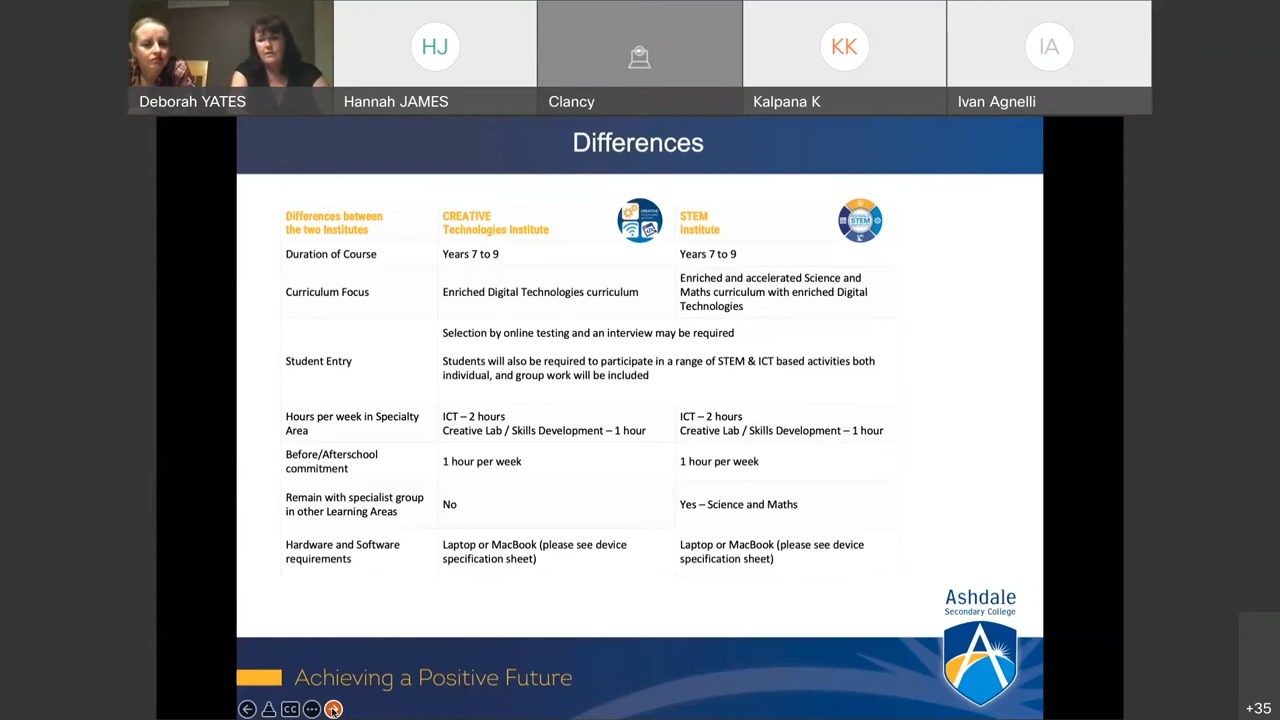 HJ
KK
IA
Deborah YATES
Hannah JAMES
Clancy
Kalpana K
Ivan Agnelli
Differences
Differences between
the two Institutes
CREATIVE
Technologies Institute
STEM
Institute
Duration of Course
Years 7 to 9
Years 7 to 9
Curriculum Focus
Enriched Digital Technologies curriculum
Enriched and accelerated Science and
Maths curriculum with enriched Digital
Technologies
Student Entry
Selection by online testing and an interview may be required
Students will also be required to participate in a range of STEM & ICT based activities both
individual, and group work will be included
Hours per week in Specialty
Area
ICT – 2 hours
Creative Lab / Skills Development – 1 hour
ICT – 2 hours
Creative Lab / Skills Development – 1 hour
Before/Afterschool
commitment
1 hour per week
1 hour per week
Remain with specialist group
in other Learning Areas
No
Yes – Science and Maths
Hardware and Software
requirements
Laptop or MacBook (please see device
specification sheet)
Laptop or MacBook (please see device
specification sheet)
Ashdale
Secondary College
Achieving a Positive Future
CC
+35